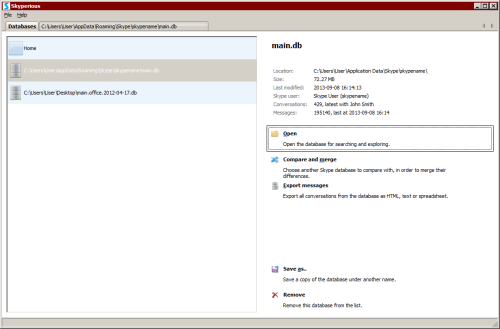 Skyperious
File Help
Databases C:\Users\User\AppData\Roaming\Skype\skypename\main.db
Home
C:\Users\User\AppData\Roaming\Skype\skypename\main.db
C:\Users\User\Desktop\main.office.2012-04-17.db
main.db
Location: C:\Users\User\Application Data\Skype\skypename\
Size: 72.27 MB
Last modified: 2013-09-08 16:14:13
Skype user: Skype User (skypename)
Conversations: 429, latest with John Smith
Messages: 195140, last at 2013-09-08 16:14
Open
Open the database for searching and exploring.
Compare and merge
Choose another Skype database to compare with, in order to merge their
differences.
Export messages
Export all conversations from the database as HTML, text or spreadsheet.
Save as..
Save a copy of the database under another name.
Remove
Remove this database from the list.